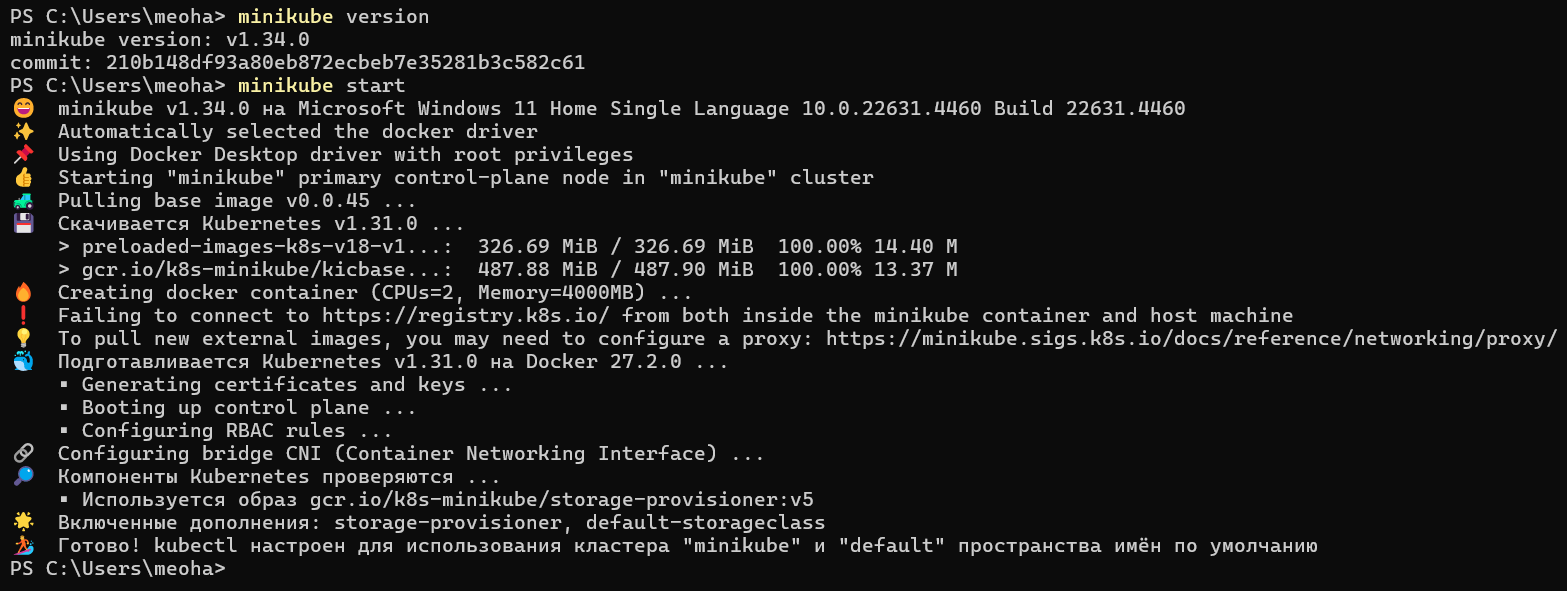 PS C:\Users\meoha> minikube version
minikube version: v1.34.0
commit: 210b148df93a80eb872ecbeb7e35281b3c582c61
PS C:\Users\meoha> minikube start
😄  minikube v1.34.0 на Microsoft Windows 11 Home Single Language 10.0.22631.4460 Build 22631.4460
✨  Automatically selected the docker driver
📌  Using Docker Desktop driver with root privileges
👍  Starting "minikube" primary control-plane node in "minikube" cluster
🚜  Pulling base image v0.0.45 ...
💾  Скачивается Kubernetes v1.31.0 ...
    > preloaded-images-k8s-v18-v1...:  326.69 MiB / 326.69 MiB  100.00% 14.40 M
    > gcr.io/k8s-minikube/kicbase...:  487.88 MiB / 487.90 MiB  100.00% 13.37 M
🔥  Creating docker container (CPUs=2, Memory=4000MB) ...
❗  Failing to connect to https://registry.k8s.io/ from both inside the minikube container and host machine
💡  To pull new external images, you may need to configure a proxy: https://minikube.sigs.k8s.io/docs/reference/networking/proxy/
🐳  Подготавливается Kubernetes v1.31.0 на Docker 27.2.0 ...
    ▪ Generating certificates and keys ...
    ▪ Booting up control plane ...
    ▪ Configuring RBAC rules ...
🔗  Configuring bridge CNI (Container Networking Interface) ...
🔎  Компоненты Kubernetes проверяются ...
    ▪ Используется образ gcr.io/k8s-minikube/storage-provisioner:v5
🌟  Включенные дополнения: storage-provisioner, default-storageclass
🏄  Готово! kubectl настроен для использования кластера "minikube" и "default" пространства имён по умолчанию
PS C:\Users\meoha>